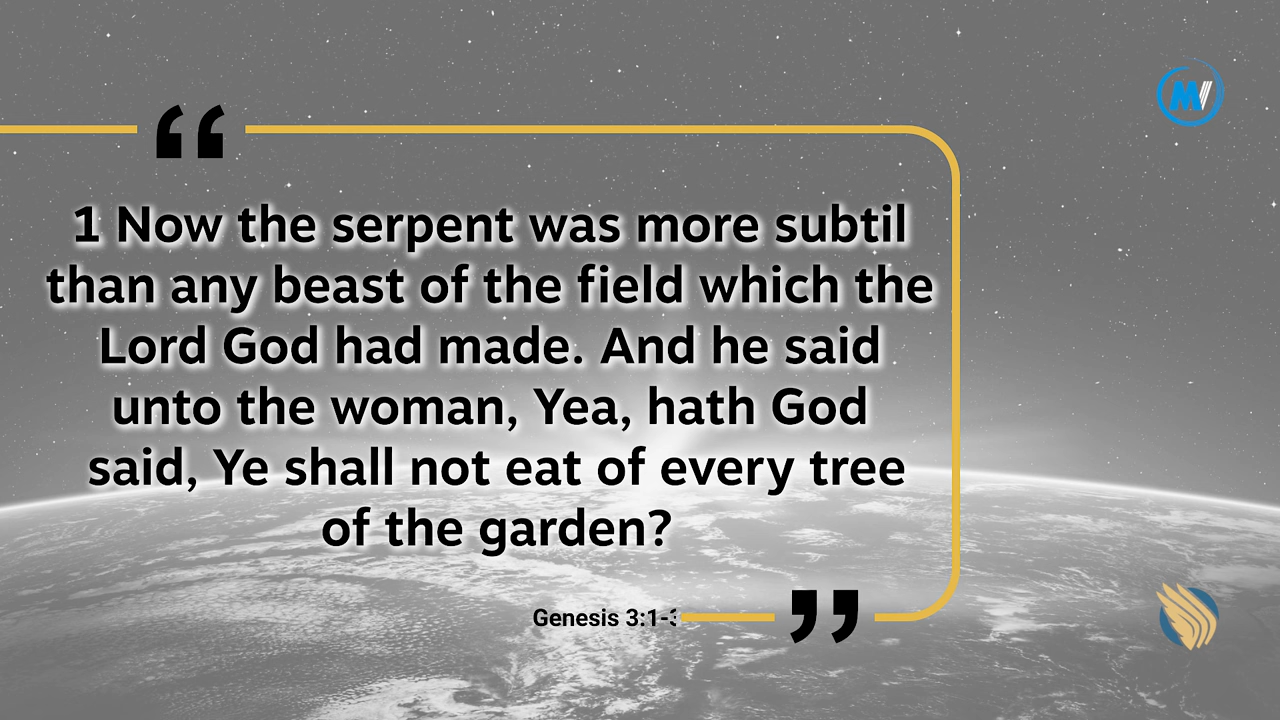 “
1 Now the serpent was more subtil
than any beast of the field which the
Lord God had made. And he said
unto the woman, Yea, hath God
said, Ye shall not eat of every tree
of the garden?
Genesis 3:1-
”